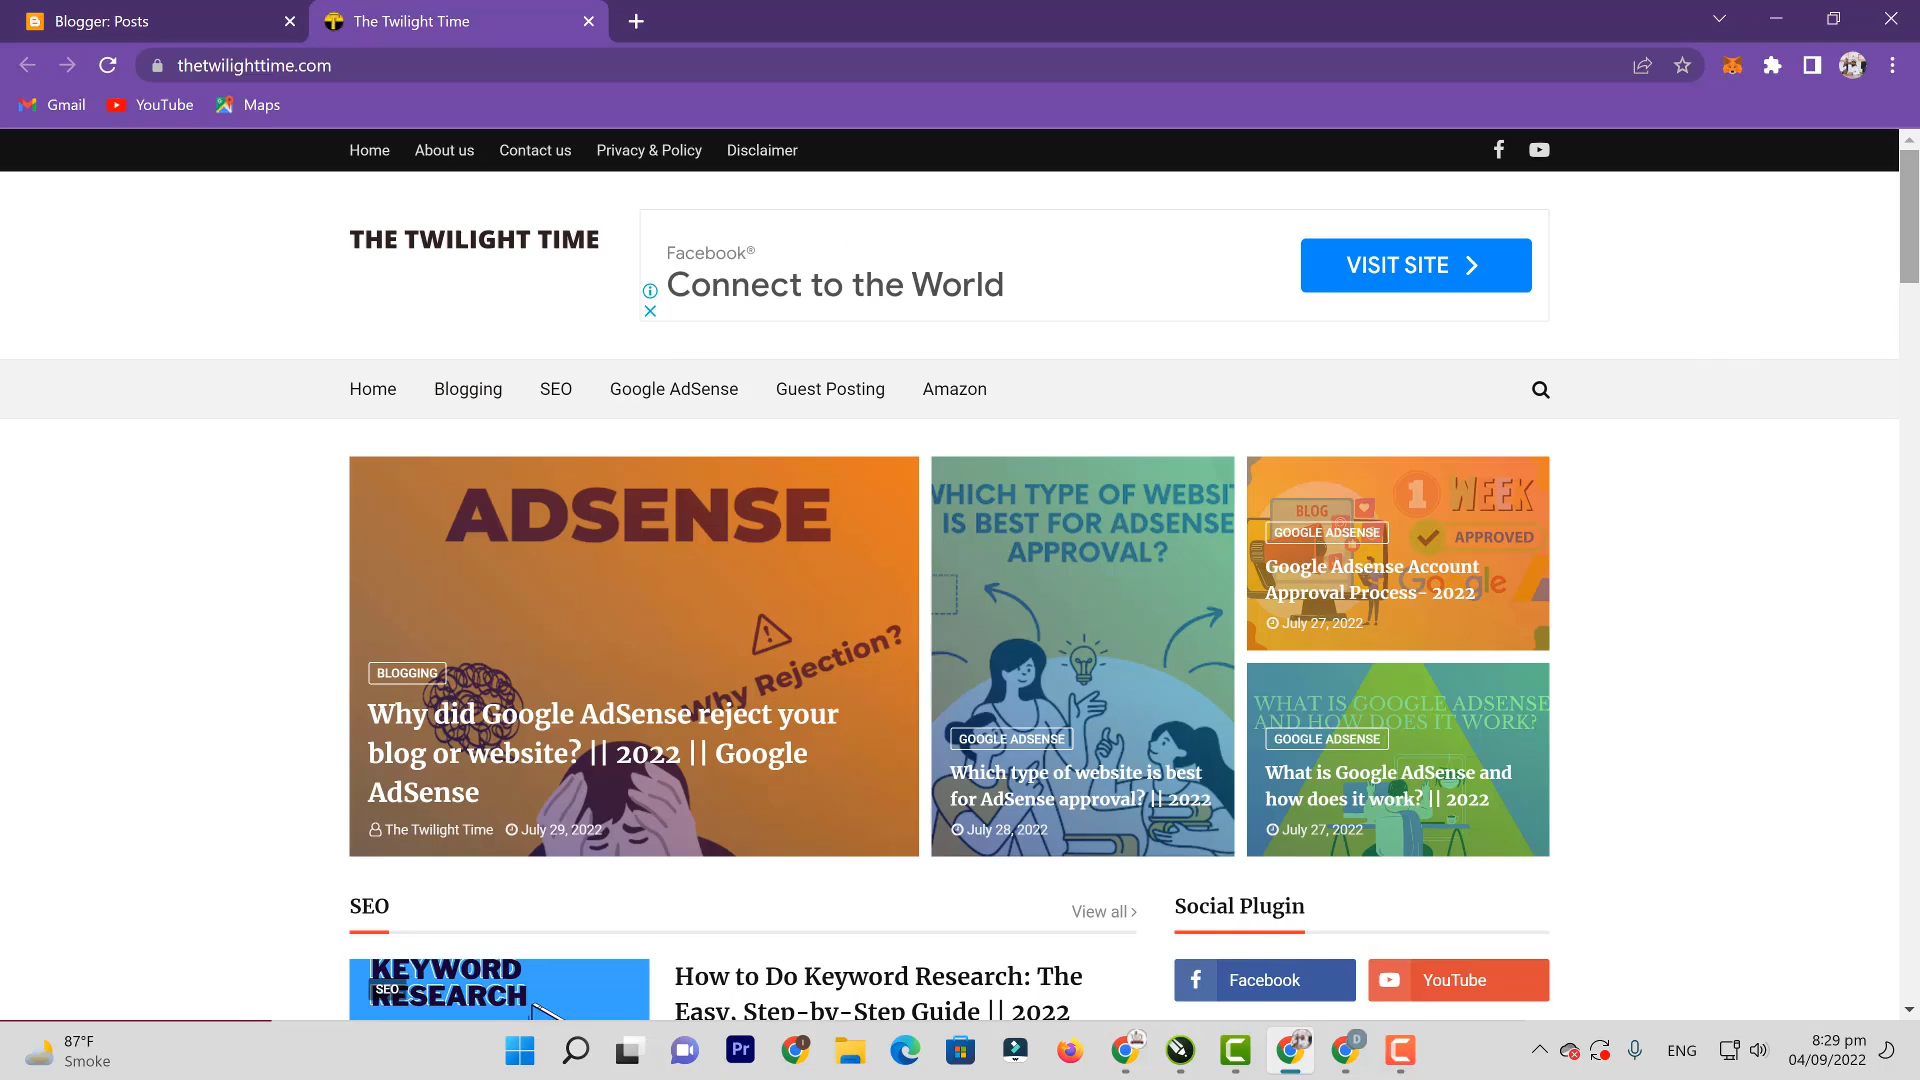 Blogger: Posts
The Twilight Time
thetwilighttime.com
Gmail
YouTube
Maps
Home
About us
Contact us
Privacy & Policy
Disclaimer
THE TWILIGHT TIME
Facebook®
Connect to the World
VISIT SITE
Home
Blogging
SEO
Google AdSense
Guest Posting
Amazon
ADSENSE
Why Rejection?
BLOGGING
Why did Google AdSense reject your
blog or website? || 2022 || Google
AdSense
The Twilight Time
July 29, 2022
WHICH TYPE OF WEBSI
IS BEST FOR ADSENSE
APPROVAL?
GOOGLE ADSENSE
Which type of website is best
for AdSense approval? || 2022
July 28, 2022
1 WEEK
BLOG
APPROVED
GOOGLE ADSENSE
Google
Google Adsense Account
Approval Process- 2022
July 27, 2022
WHAT IS GOOGLE ADSENSE
AND HOW DOES IT WORK?
GOOGLE ADSENSE
What is Google AdSense and
how does it work? || 2022
July 27, 2022
SEO
View all
Social Plugin
KEYWORD
RESEARCH
SEO
How to Do Keyword Research: The
Easy, Step-by-Step Guide || 2022
Facebook
YouTube
87°F
Smoke
Pr
D
ENG
8:29 pm
04/09/2022